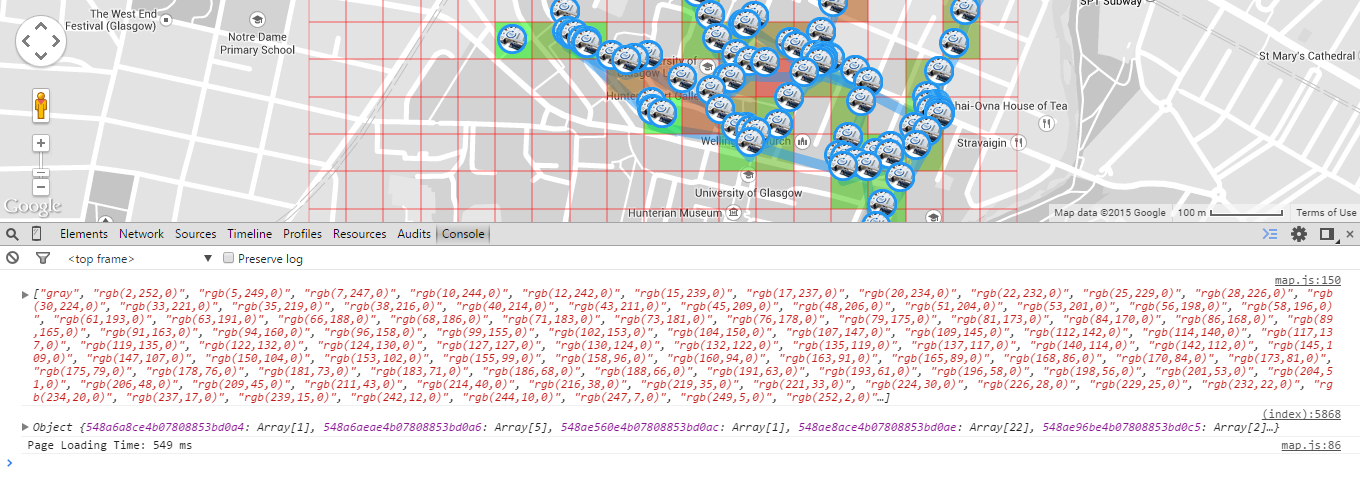 The West End
Festival (Glasgow)
Notre Dame
Primary School
SPT Subway
St Mary's Cathedral
hai-Ovna House of Tea
Stravaigin
University of Glasgow
Hunterian Museum
Google
Map data ©2015 Google
100 m
Terms of Use
Elements Network Sources Timeline Profiles Resources Audits Console
<top frame> ▼ Preserve log
map.js:150
["gray", "rgb(2,252,0)", "rgb(5,249,0)", "rgb(7,247,0)", "rgb(10,244,0)", "rgb(12,242,0)", "rgb(15,239,0)", "rgb(17,237,0)", "rgb(20,234,0)", "rgb(22,232,0)", "rgb(25,229,0)", "rgb(28,226,0)", "rgb
(30,224,0)", "rgb(33,221,0)", "rgb(35,219,0)", "rgb(38,216,0)", "rgb(40,214,0)", "rgb(43,211,0)", "rgb(45,209,0)", "rgb(48,206,0)", "rgb(51,204,0)", "rgb(53,201,0)", "rgb(56,198,0)", "rgb(58,196,0)
", "rgb(61,193,0)", "rgb(63,191,0)", "rgb(66,188,0)", "rgb(68,186,0)", "rgb(71,183,0)", "rgb(73,181,0)", "rgb(76,178,0)", "rgb(79,175,0)", "rgb(81,173,0)", "rgb(84,170,0)", "rgb(86,168,0)", "rgb(89
,165,0)", "rgb(91,163,0)", "rgb(94,160,0)", "rgb(96,158,0)", "rgb(99,155,0)", "rgb(102,153,0)", "rgb(104,150,0)", "rgb(107,147,0)", "rgb(109,145,0)", "rgb(112,142,0)", "rgb(114,140,0)", "rgb(117,13
7,0)", "rgb(119,135,0)", "rgb(122,132,0)", "rgb(124,130,0)", "rgb(127,127,0)", "rgb(130,124,0)", "rgb(132,122,0)", "rgb(135,119,0)", "rgb(137,117,0)", "rgb(140,114,0)", "rgb(142,112,0)", "rgb(145,1
09,0)", "rgb(147,107,0)", "rgb(150,104,0)", "rgb(153,102,0)", "rgb(155,99,0)", "rgb(158,96,0)", "rgb(160,94,0)", "rgb(163,91,0)", "rgb(165,89,0)", "rgb(168,86,0)", "rgb(170,84,0)", "rgb(173,81,0)",
"rgb(175,79,0)", "rgb(178,76,0)", "rgb(181,73,0)", "rgb(183,71,0)", "rgb(186,68,0)", "rgb(188,66,0)", "rgb(191,63,0)", "rgb(193,61,0)", "rgb(196,58,0)", "rgb(198,56,0)", "rgb(201,53,0)", "rgb(204,5
1,0)", "rgb(206,48,0)", "rgb(209,45,0)", "rgb(211,43,0)", "rgb(214,40,0)", "rgb(216,38,0)", "rgb(219,35,0)", "rgb(221,33,0)", "rgb(224,30,0)", "rgb(226,28,0)", "rgb(229,25,0)", "rgb(232,22,0)", "rgb
(234,20,0)", "rgb(237,17,0)", "rgb(239,15,0)", "rgb(242,12,0)", "rgb(244,10,0)", "rgb(247,7,0)", "rgb(249,5,0)", "rgb(252,2,0)"…]
(index):5868
Object {548a6a8ce4b07808853bd0a4: Array[1], 548a6aeae4b07808853bd0a6: Array[5], 548ae560e4b07808853bd0ac: Array[1], 548ae8ace4b07808853bd0ae: Array[22], 548ae96be4b07808853bd0c5: Array[2]…}
Page Loading Time: 549 ms
map.js:86